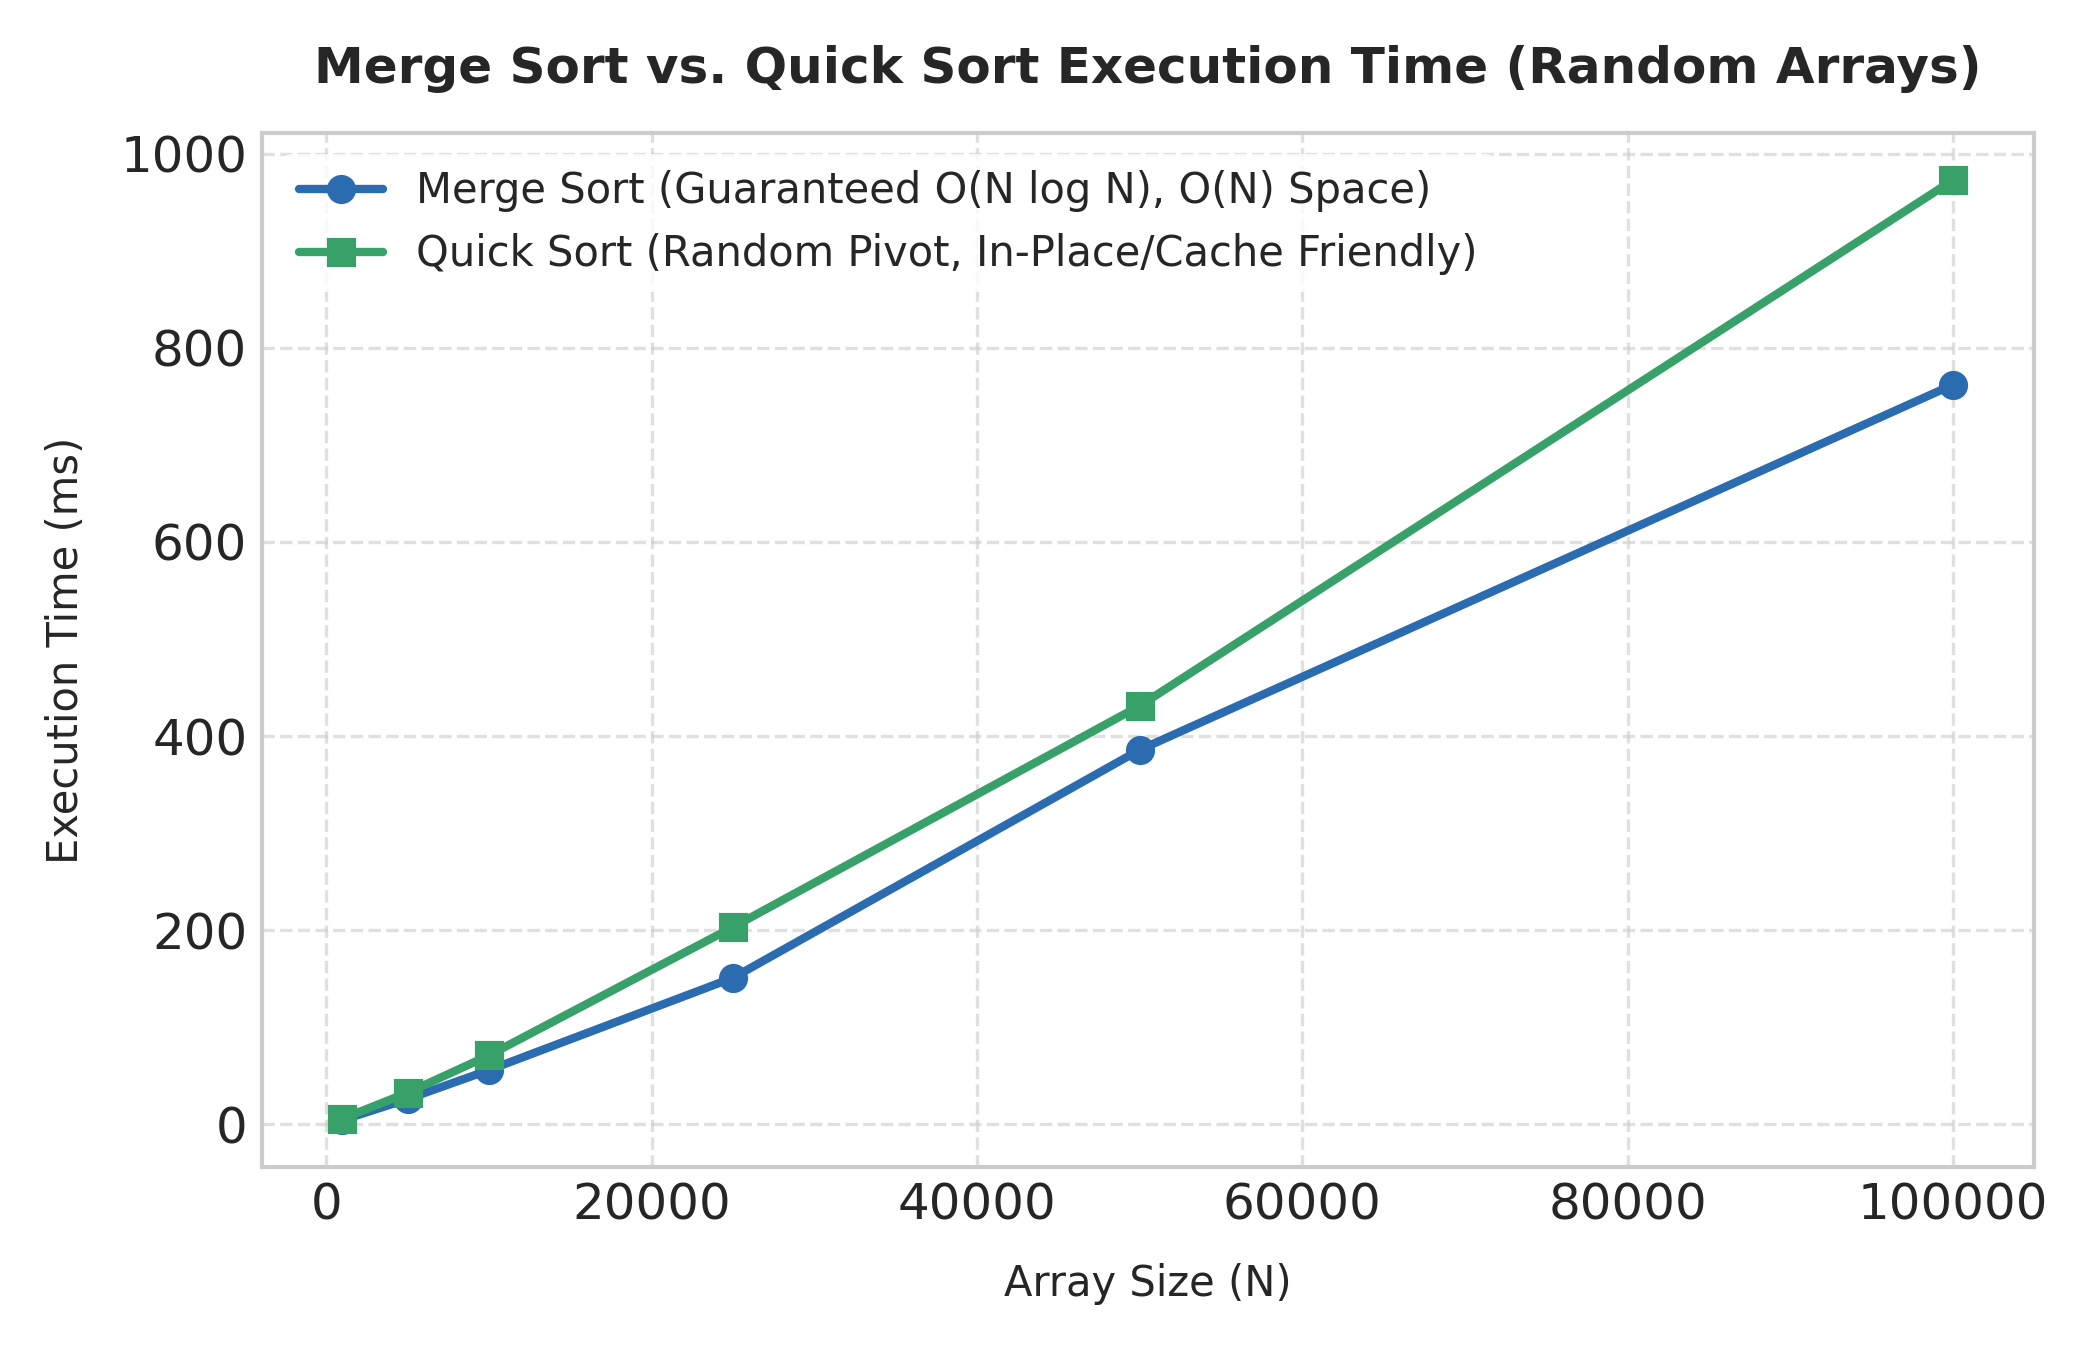 Merge Sort vs. Quick Sort Execution Time (Random Arrays)
1000
800
600
400
200
0
Execution Time (ms)
Merge Sort (Guaranteed O(N log N), O(N) Space)
Quick Sort (Random Pivot, In-Place/Cache Friendly)
0 20000 40000 60000 80000 100000
Array Size (N)